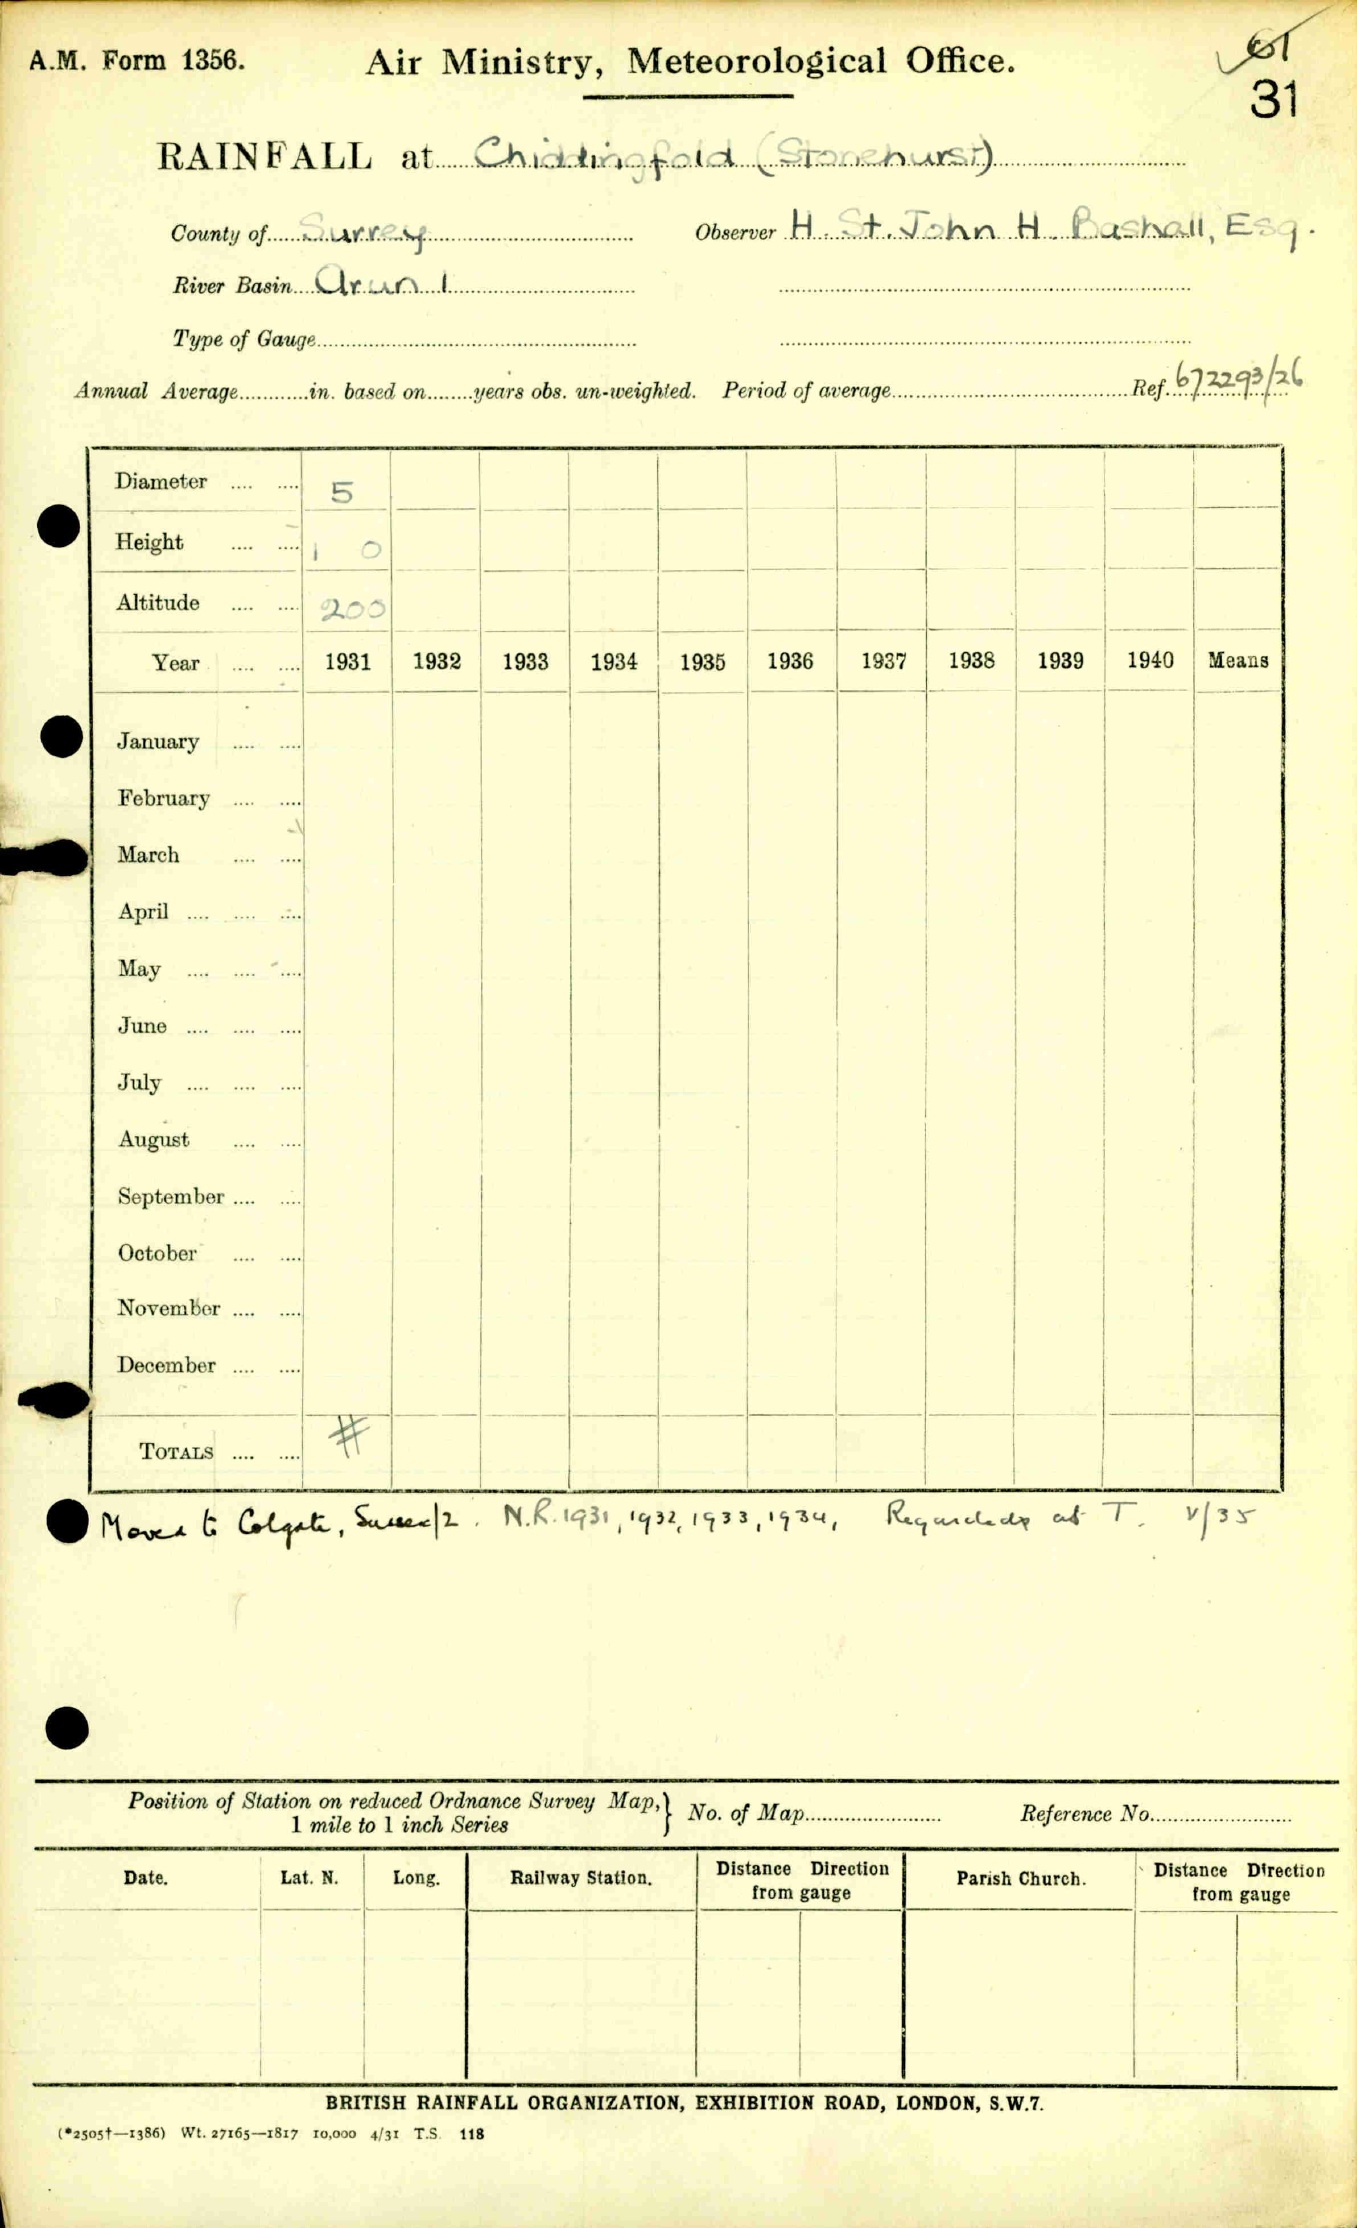 A.M. Form 1356. Air Ministry, Meteorological Office. 61
31
RAINFALL at Chiddingfold (Stonehurst)
County of Surrey Observer H. St. John H. Bashall, Esq.
River Basin Arun 1
Type of Gauge
Annual Average in. based on years obs. un-weighted. Period of average Ref. 672293/26
Diameter 5
Height 1 0
Altitude 200
Year 1931 1932 1933 1934 1935 1936 1937 1938 1939 1940 Means
January
February
March
April
May
June
July
August
September
October
November
December
TOTALS #
Moved to Colgate, Sussex/2. N.R. 1931, 1932, 1933, 1934, Regarded as T. V/35
Position of Station on reduced Ordnance Survey Map, } No. of Map Reference No.
1 mile to 1 inch Series
Date. Lat. N. Long. Railway Station. Distance Direction from gauge Parish Church. Distance Direction from gauge
BRITISH RAINFALL ORGANIZATION, EXHIBITION ROAD, LONDON, S.W.7.
(*2505†—1386) Wt. 27165—1817 10,000 4/31 T.S. 118